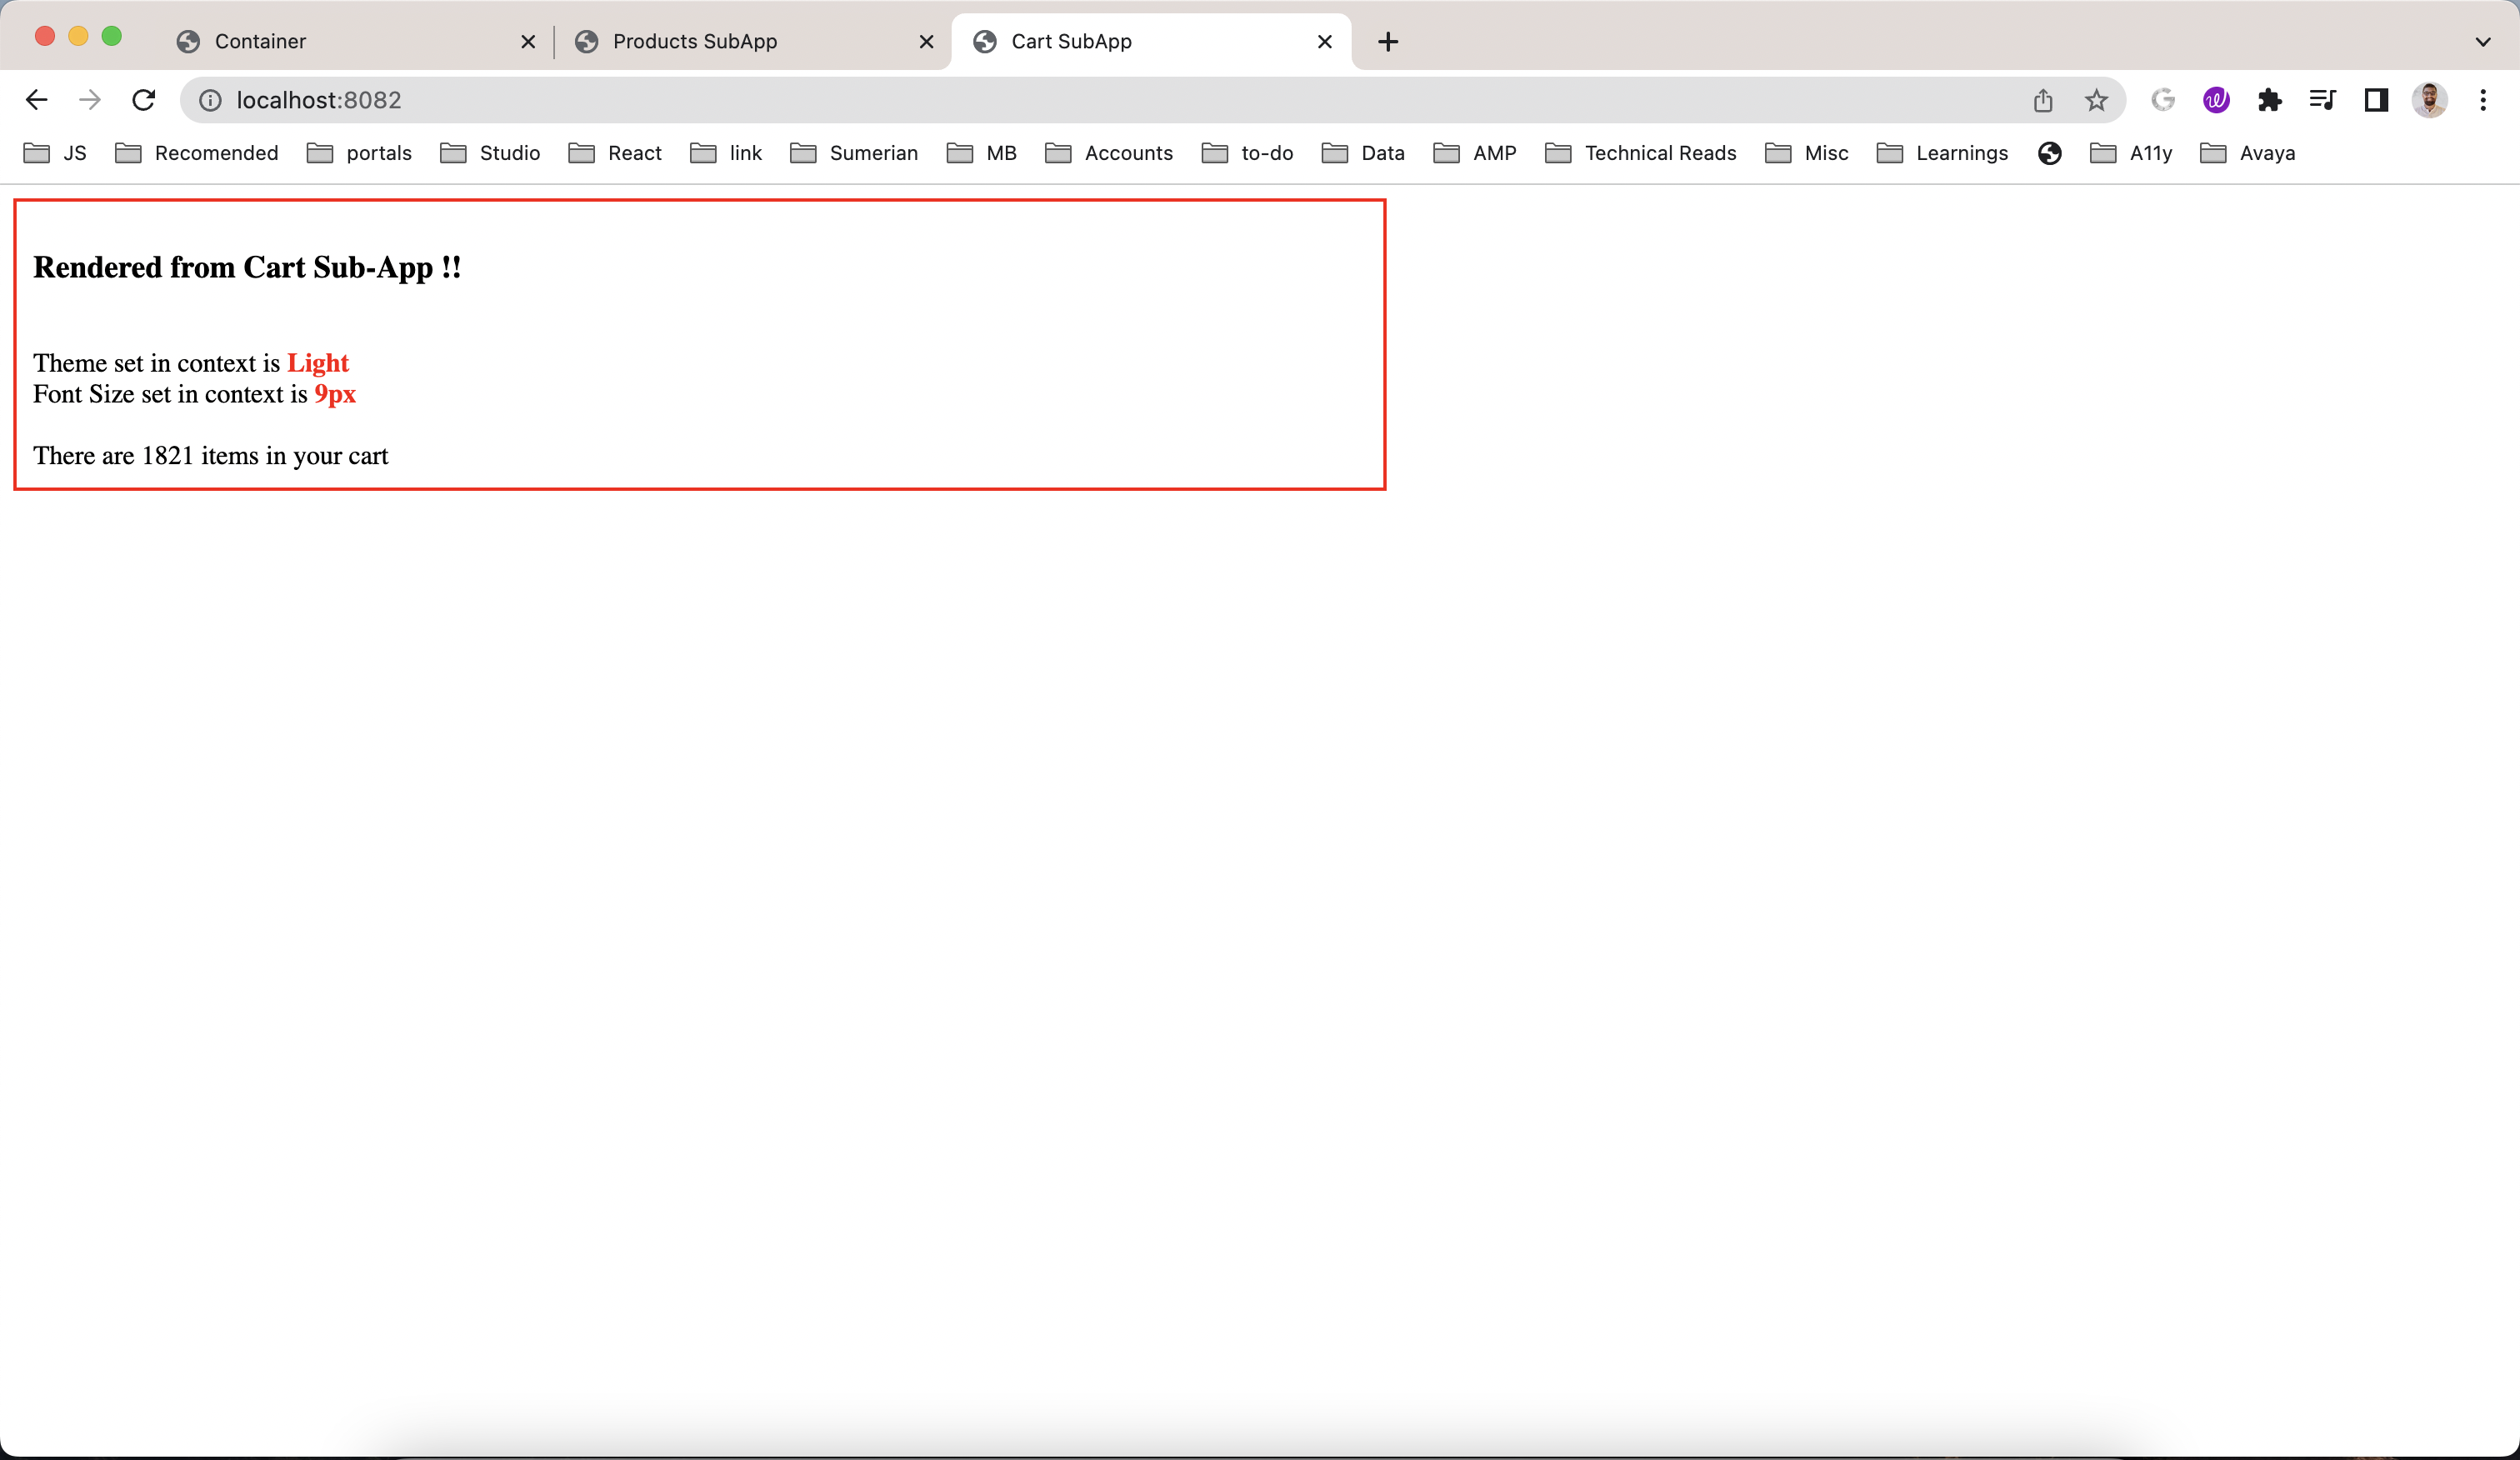 Container
Products SubApp
Cart SubApp
localhost:8082
JS Recomended portals Studio React link Sumerian MB Accounts to-do Data AMP Technical Reads Misc Learnings A11y Avaya
Rendered from Cart Sub-App !!
Theme set in context is Light
Font Size set in context is 9px
There are 1821 items in your cart